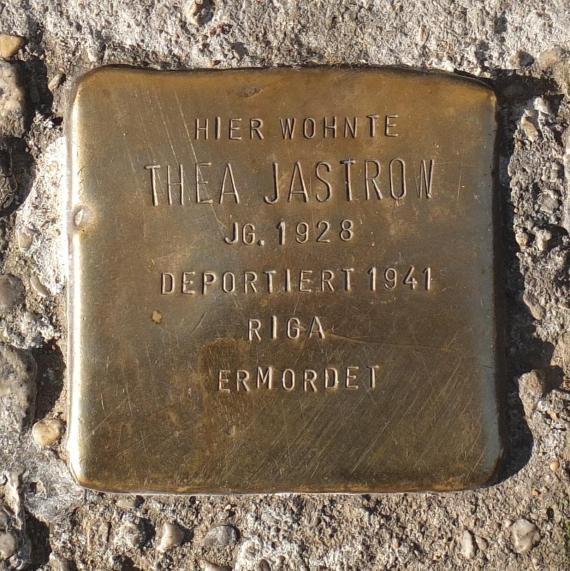 HIER WOHNTE
THEA JASTROW
JG. 1928
DEPORTIERT 1941
RIGA
ERMORDET